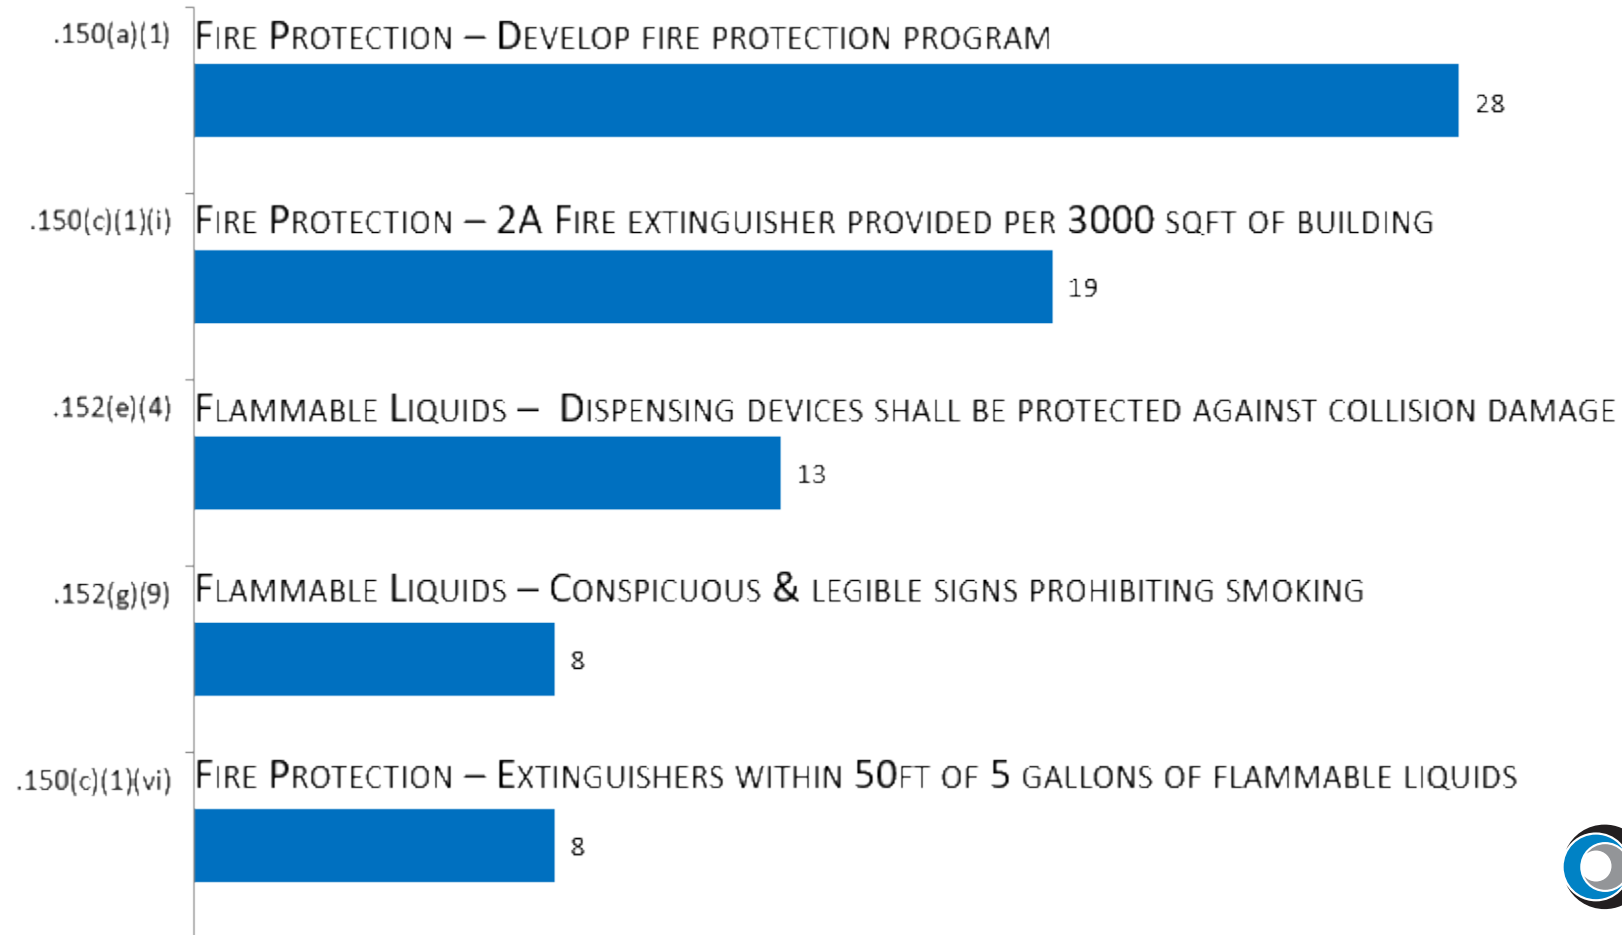 .150(a)(1) Fire Protection – Develop fire protection program
28
.150(c)(1)(i) Fire Protection – 2A Fire extinguisher provided per 3000 sqft of building
19
.152(e)(4) Flammable Liquids – Dispensing devices shall be protected against collision damage
13
.152(g)(9) Flammable Liquids – Conspicuous & legible signs prohibiting smoking
8
.150(c)(1)(vi) Fire Protection – Extinguishers within 50ft of 5 gallons of flammable liquids
8